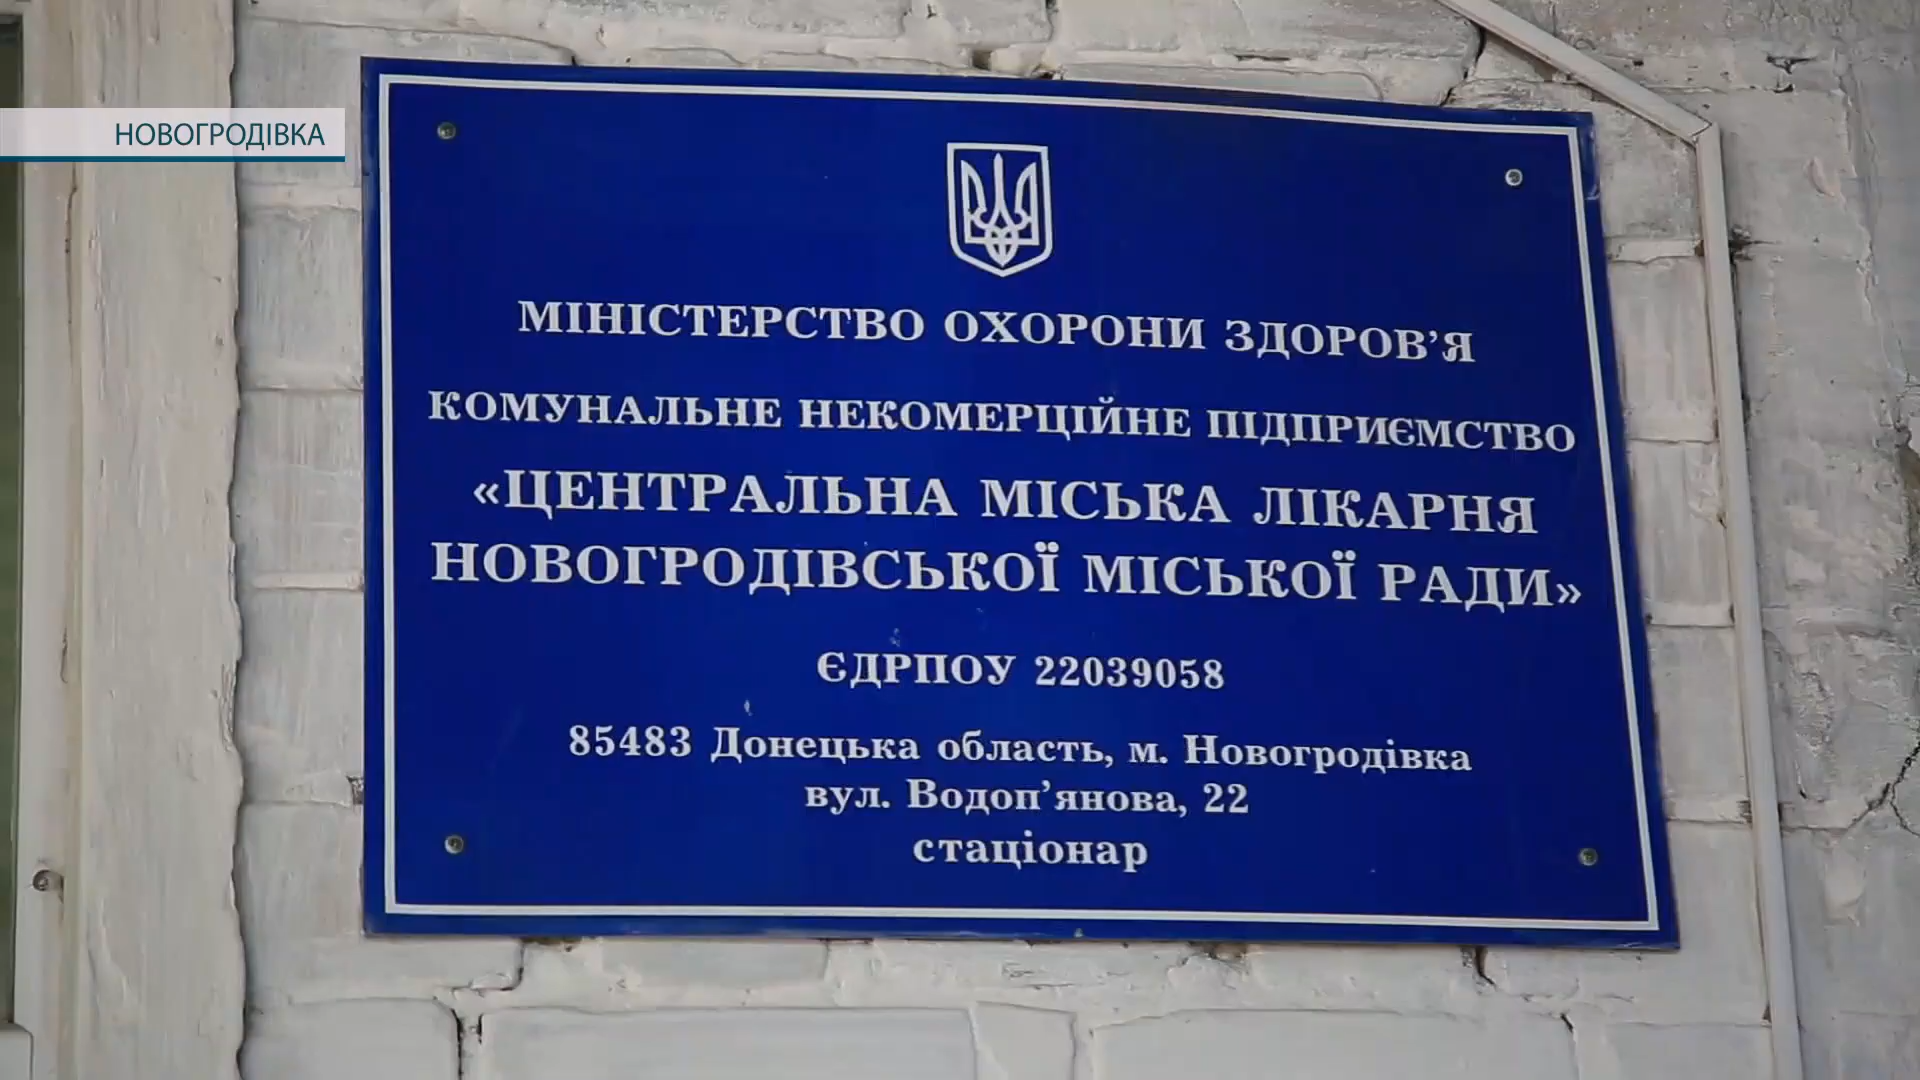 НОВОГРОДІВКА
МІНІСТЕРСТВО ОХОРОНИ ЗДОРОВ’Я
КОМУНАЛЬНЕ НЕКОМЕРЦІЙНЕ ПІДПРИЄМСТВО
«ЦЕНТРАЛЬНА МІСЬКА ЛІКАРНЯ
НОВОГРОДІВСЬКОЇ МІСЬКОЇ РАДИ»
ЄДРПОУ 22039058
85483 Донецька область, м. Новогродівка
вул. Водоп’янова, 22
стаціонар